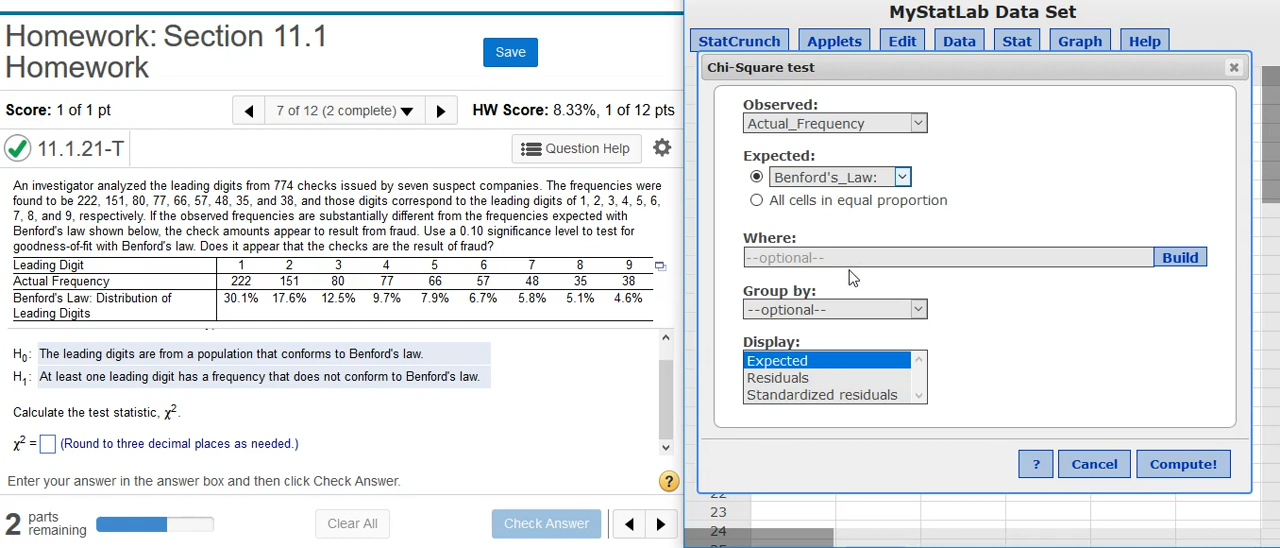 Homework: Section 11.1
Homework
Save
Score: 1 of 1 pt
7 of 12 (2 complete)
HW Score: 8.33%, 1 of 12 pts
11.1.21-T
Question Help
An investigator analyzed the leading digits from 774 checks issued by seven suspect companies. The frequencies were
found to be 222, 151, 80, 77, 66, 57, 48, 35, and 38, and those digits correspond to the leading digits of 1, 2, 3, 4, 5, 6,
7, 8, and 9, respectively. If the observed frequencies are substantially different from the frequencies expected with
Benford's law shown below, the check amounts appear to result from fraud. Use a 0.10 significance level to test for
goodness-of-fit with Benford's law. Does it appear that the checks are the result of fraud?
Leading Digit 1 2 3 4 5 6 7 8 9
Actual Frequency 222 151 80 77 66 57 48 35 38
Benford's Law: Distribution of 30.1% 17.6% 12.5% 9.7% 7.9% 6.7% 5.8% 5.1% 4.6%
Leading Digits
H0: The leading digits are from a population that conforms to Benford's law.
H1: At least one leading digit has a frequency that does not conform to Benford's law.
Calculate the test statistic, χ2.
χ2 = (Round to three decimal places as needed.)
Enter your answer in the answer box and then click Check Answer.
?
2 parts
remaining
Clear All
Check Answer
MyStatLab Data Set
StatCrunch Applets Edit Data Stat Graph Help
Chi-Square test
Observed:
Actual_Frequency
Expected:
Benford's_Law:
All cells in equal proportion
Where:
--optional--
Build
Group by:
--optional--
Display:
Expected
Residuals
Standardized residuals
? Cancel Compute!
23
24